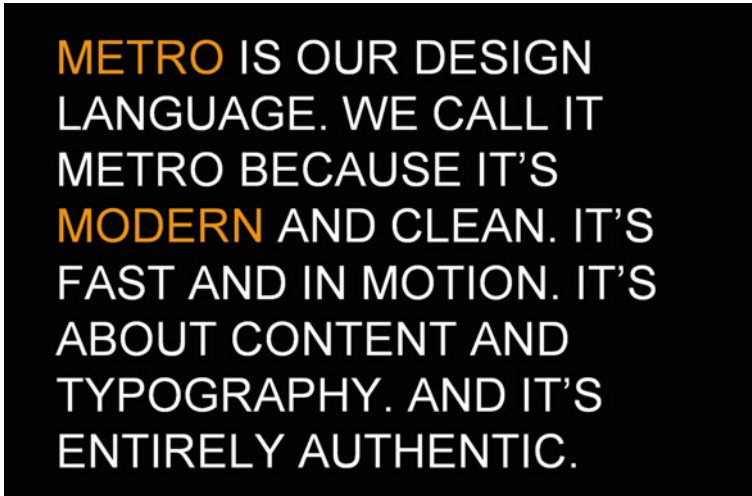 METRO IS OUR DESIGN
LANGUAGE. WE CALL IT
METRO BECAUSE IT’S
MODERN AND CLEAN. IT’S
FAST AND IN MOTION. IT’S
ABOUT CONTENT AND
TYPOGRAPHY. AND IT’S
ENTIRELY AUTHENTIC.